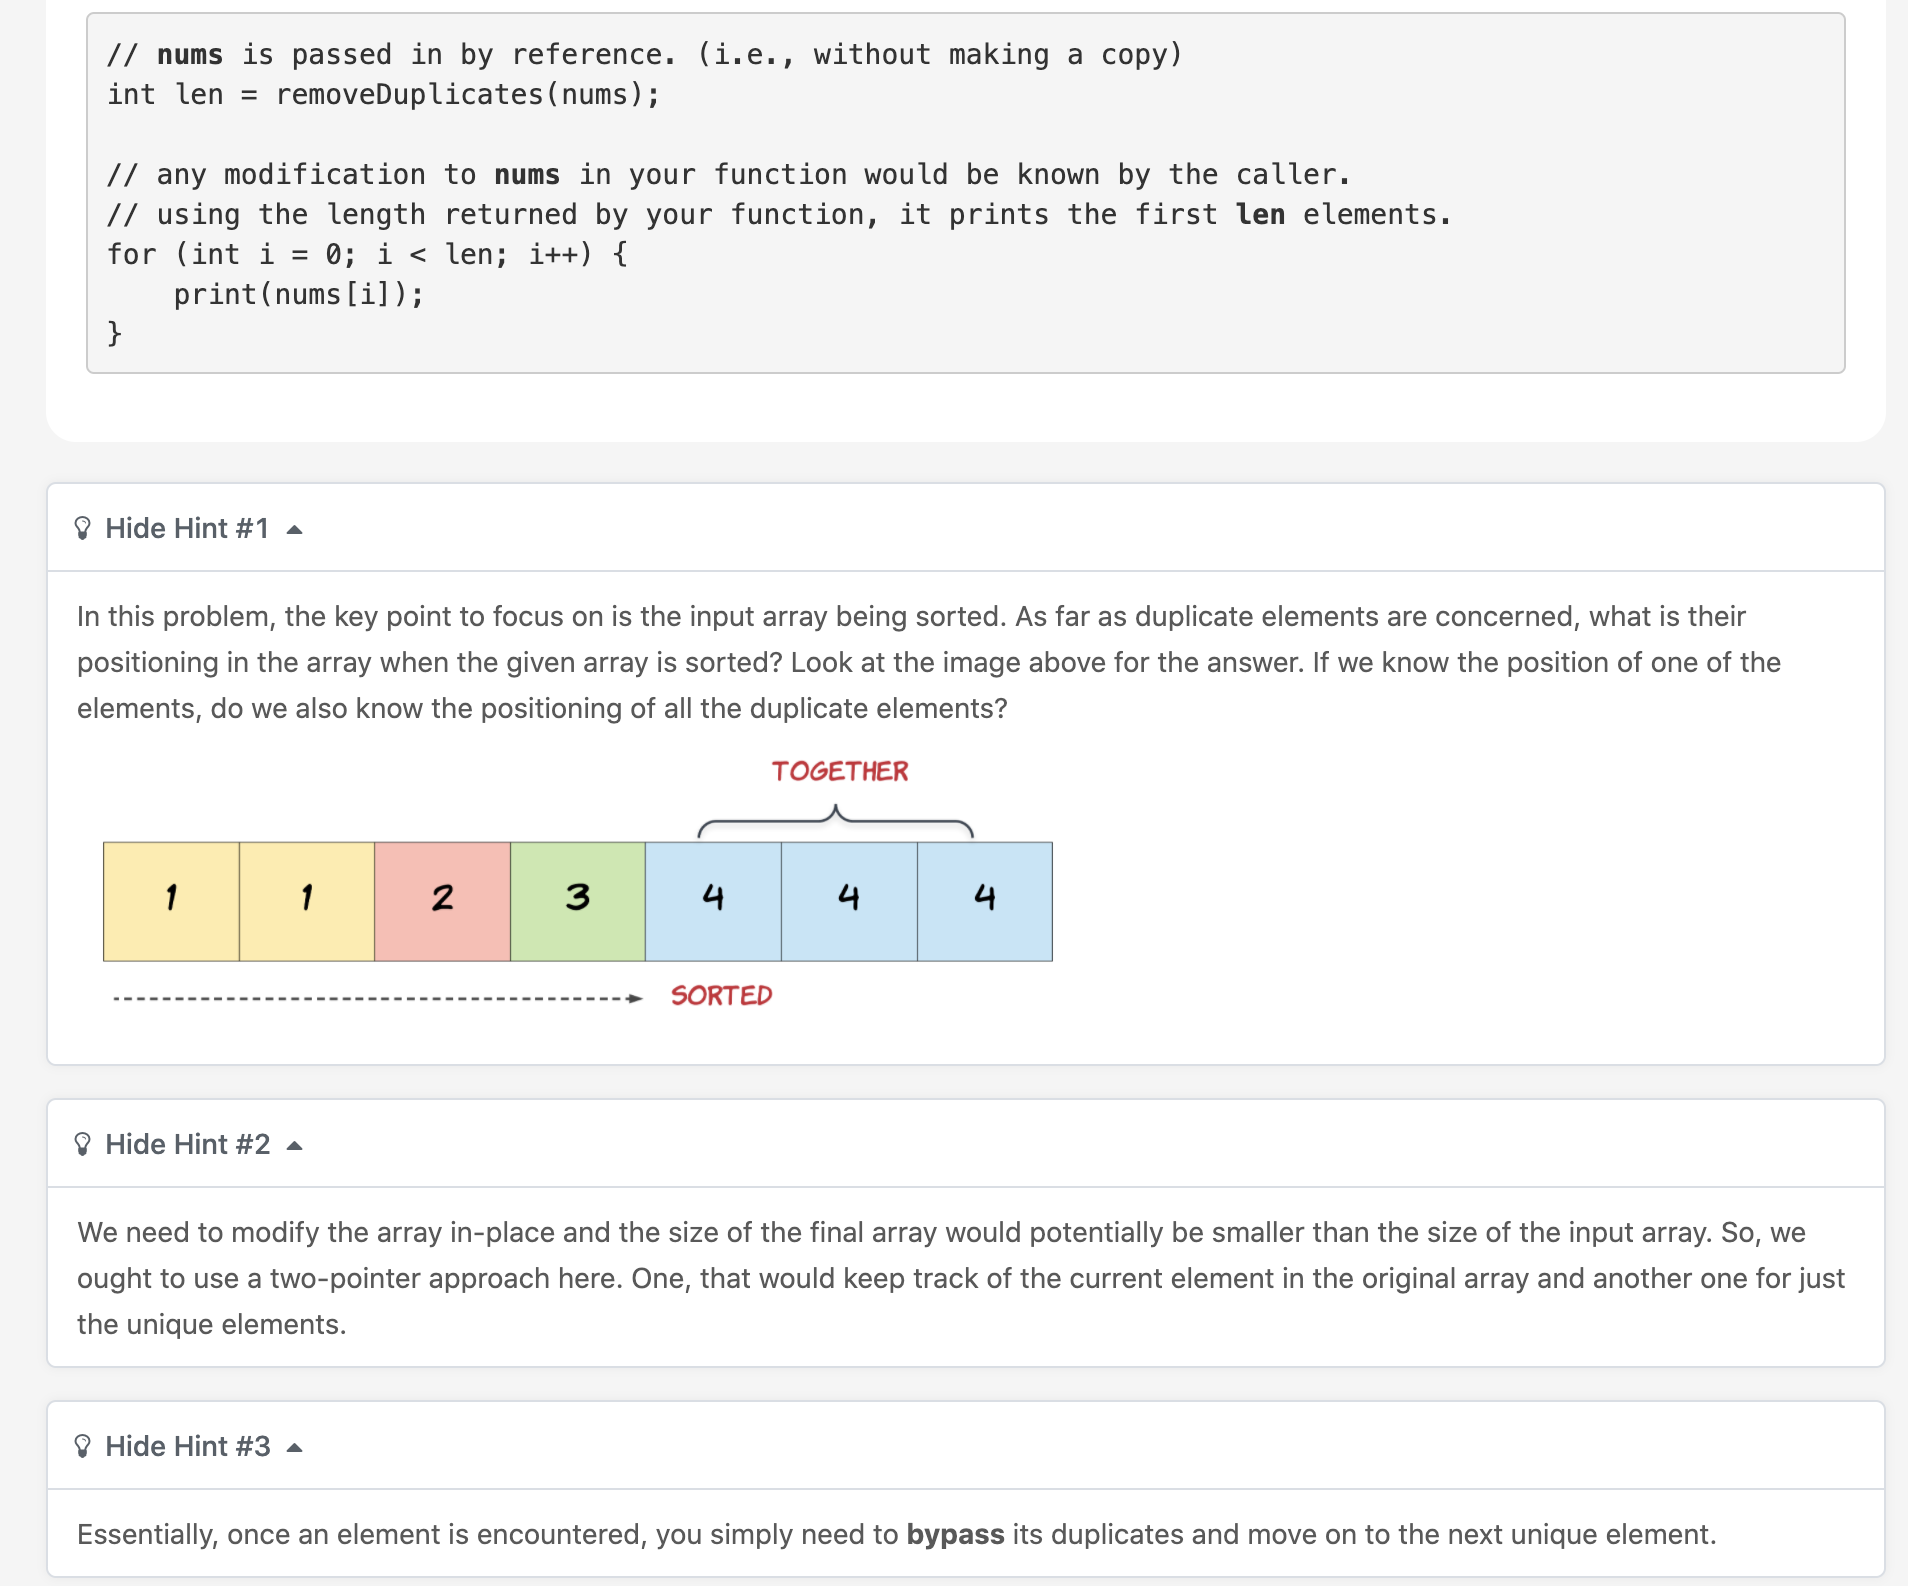 // nums is passed in by reference. (i.e., without making a copy)
int len = removeDuplicates(nums);
// any modification to nums in your function would be known by the caller.
// using the length returned by your function, it prints the first len elements.
for (int i = 0; i < len; i++) {
    print(nums[i]);
}
Hide Hint #1
In this problem, the key point to focus on is the input array being sorted. As far as duplicate elements are concerned, what is their
positioning in the array when the given array is sorted? Look at the image above for the answer. If we know the position of one of the
elements, do we also know the positioning of all the duplicate elements?
TOGETHER
1 1 2 3 4 4 4
SORTED
Hide Hint #2
We need to modify the array in-place and the size of the final array would potentially be smaller than the size of the input array. So, we
ought to use a two-pointer approach here. One, that would keep track of the current element in the original array and another one for just
the unique elements.
Hide Hint #3
Essentially, once an element is encountered, you simply need to bypass its duplicates and move on to the next unique element.